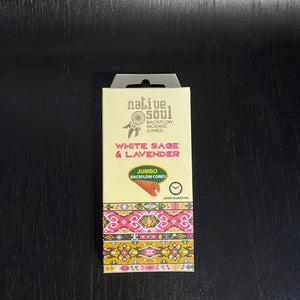 native
soul
BACKFLOW
INCENSE
CONES
WHITE SAGE
& LAVENDER
JUMBO
BACKFLOW CONES
LONG DURATION